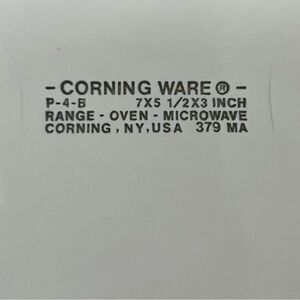 - CORNING WARE ® -
P-4-B 7X5 1/2X3 INCH
RANGE - OVEN - MICROWAVE
CORNING, NY, USA 379 MA